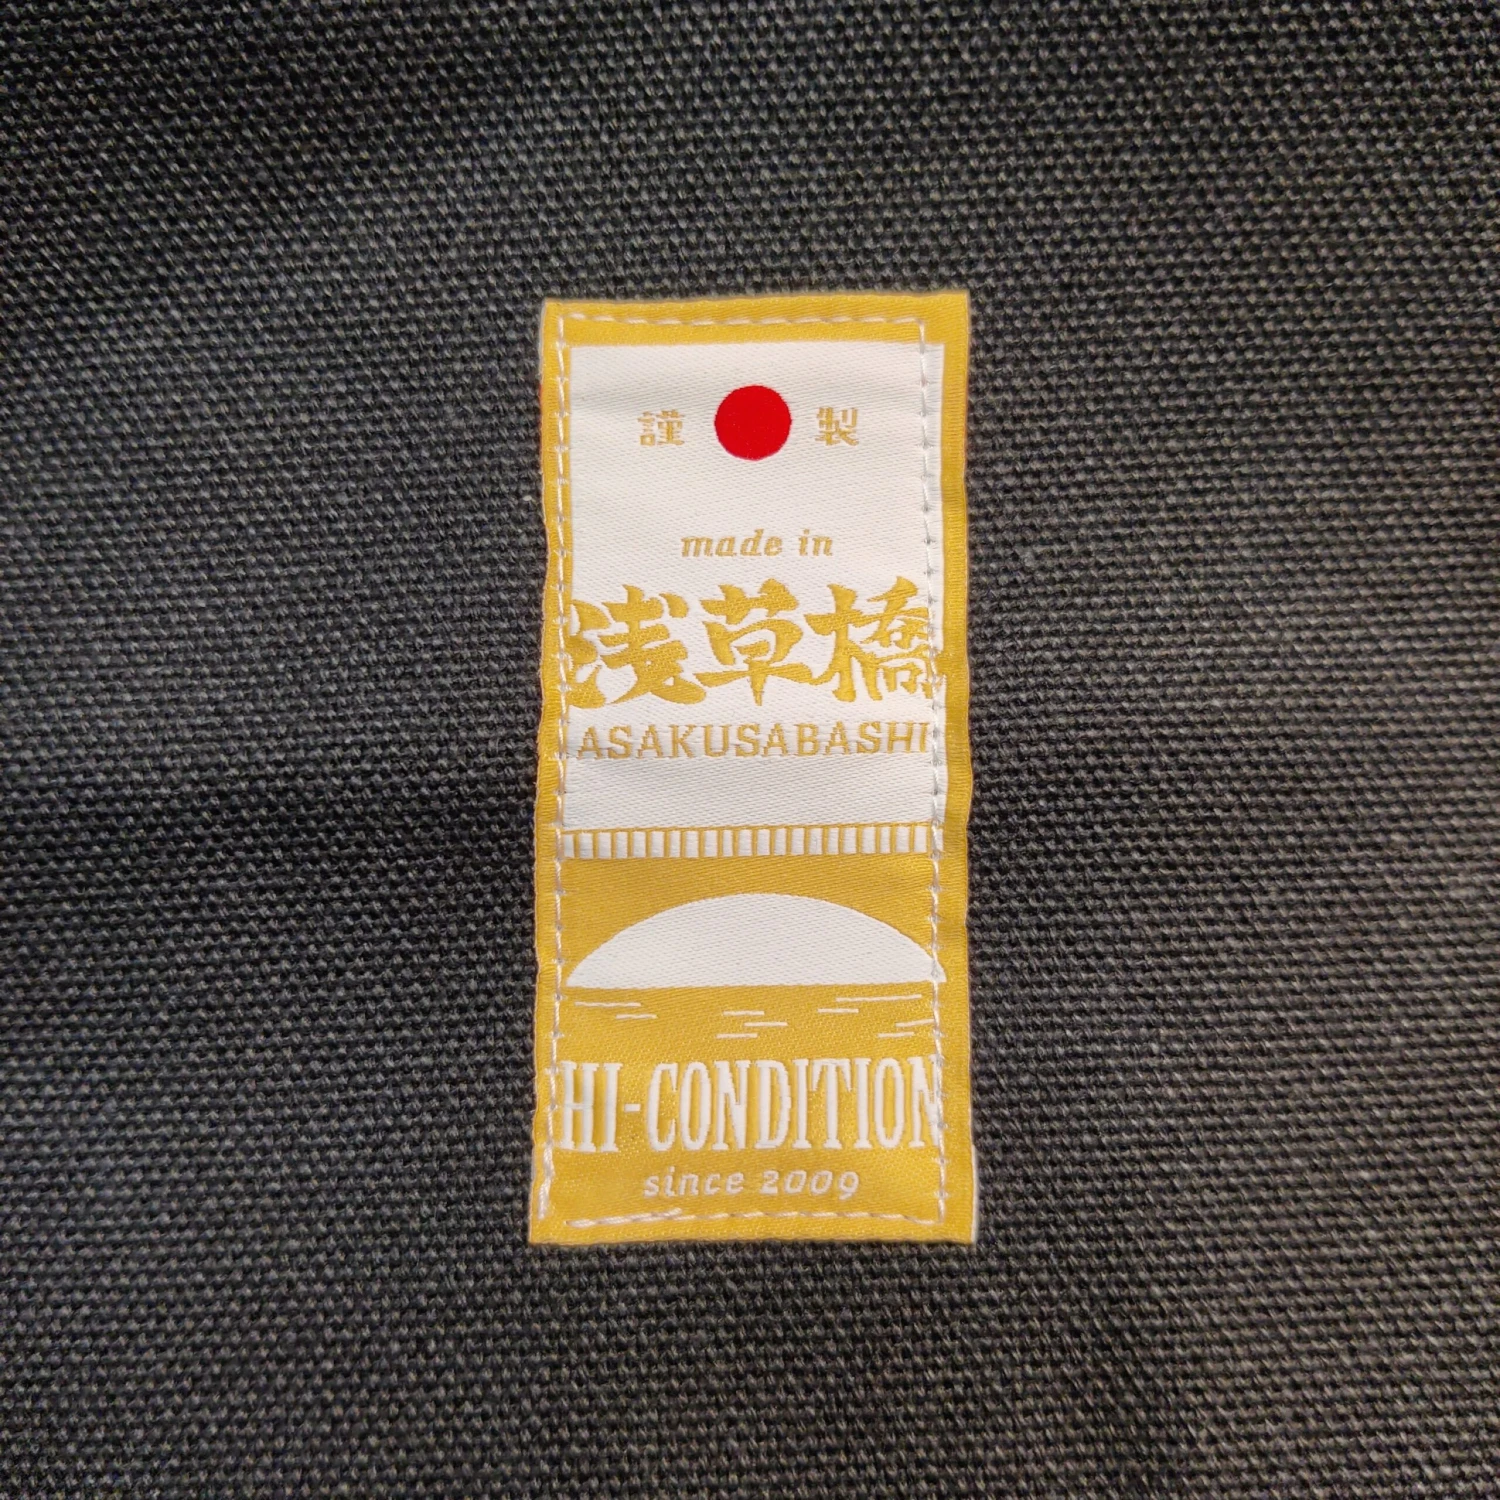 謹 製
made in
浅草橋
ASAKUSABASHI
HI-CONDITION
since 2009